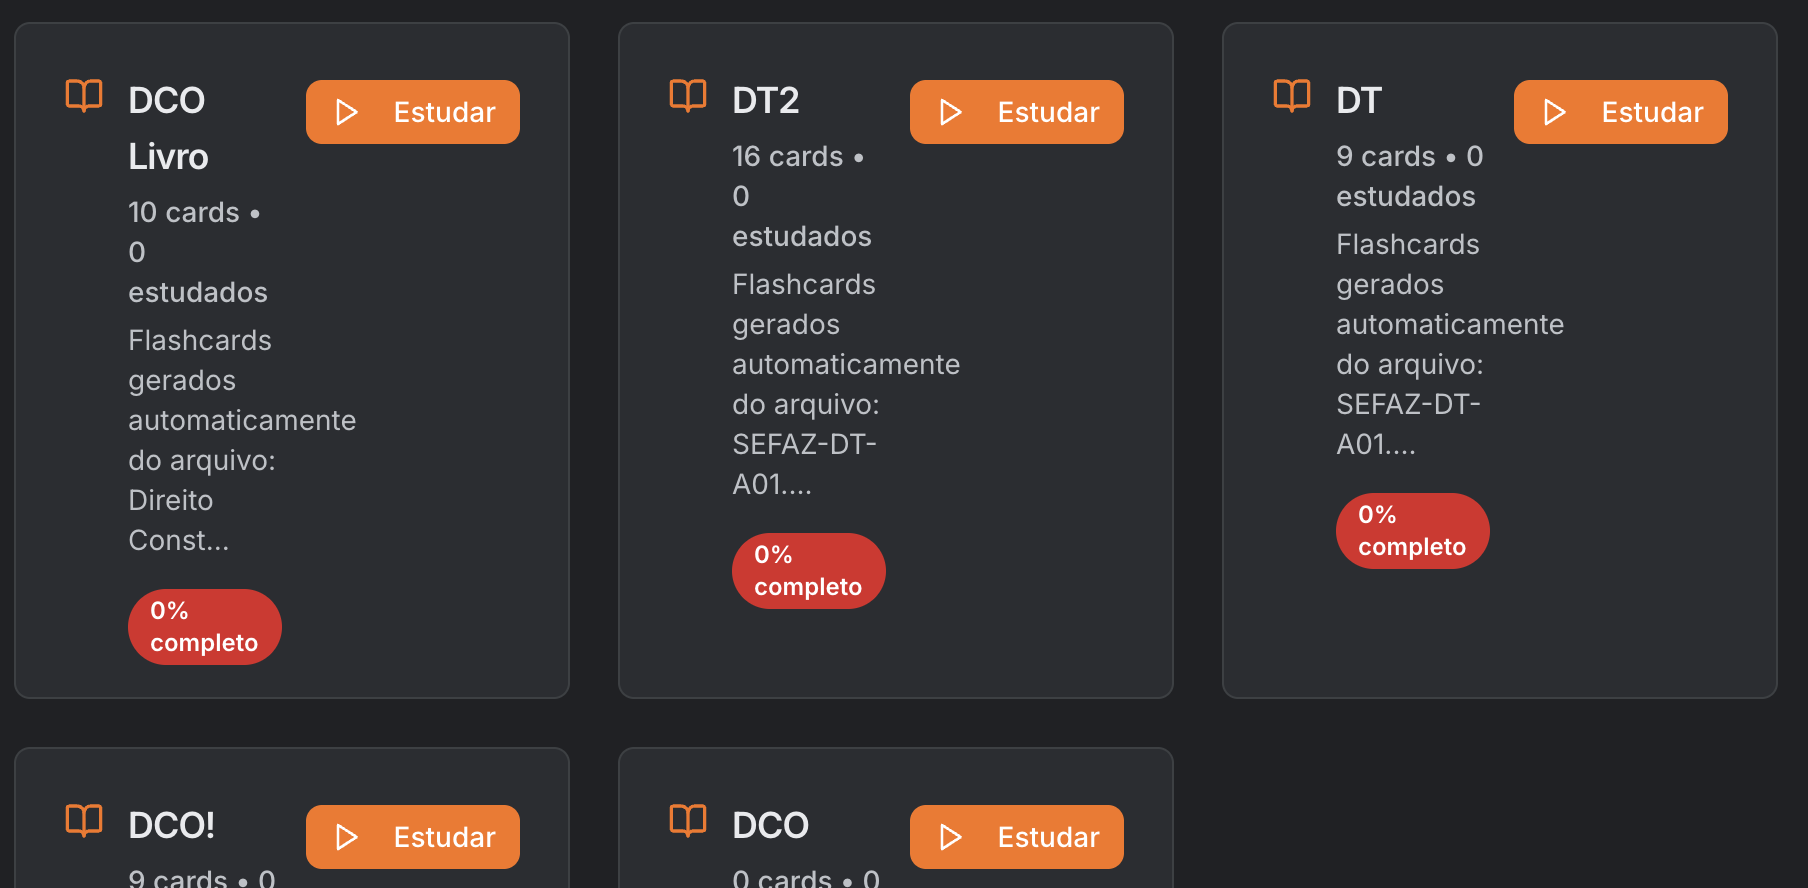 DCO
Livro
Estudar
10 cards •
0
estudados
Flashcards
gerados
automaticamente
do arquivo:
Direito
Const...
0%
completo
DT2
Estudar
16 cards •
0
estudados
Flashcards
gerados
automaticamente
do arquivo:
SEFAZ-DT-
A01....
0%
completo
DT
Estudar
9 cards • 0
estudados
Flashcards
gerados
automaticamente
do arquivo:
SEFAZ-DT-
A01....
0%
completo
DCO!
Estudar
9 cards • 0
DCO
Estudar
0 cards • 0